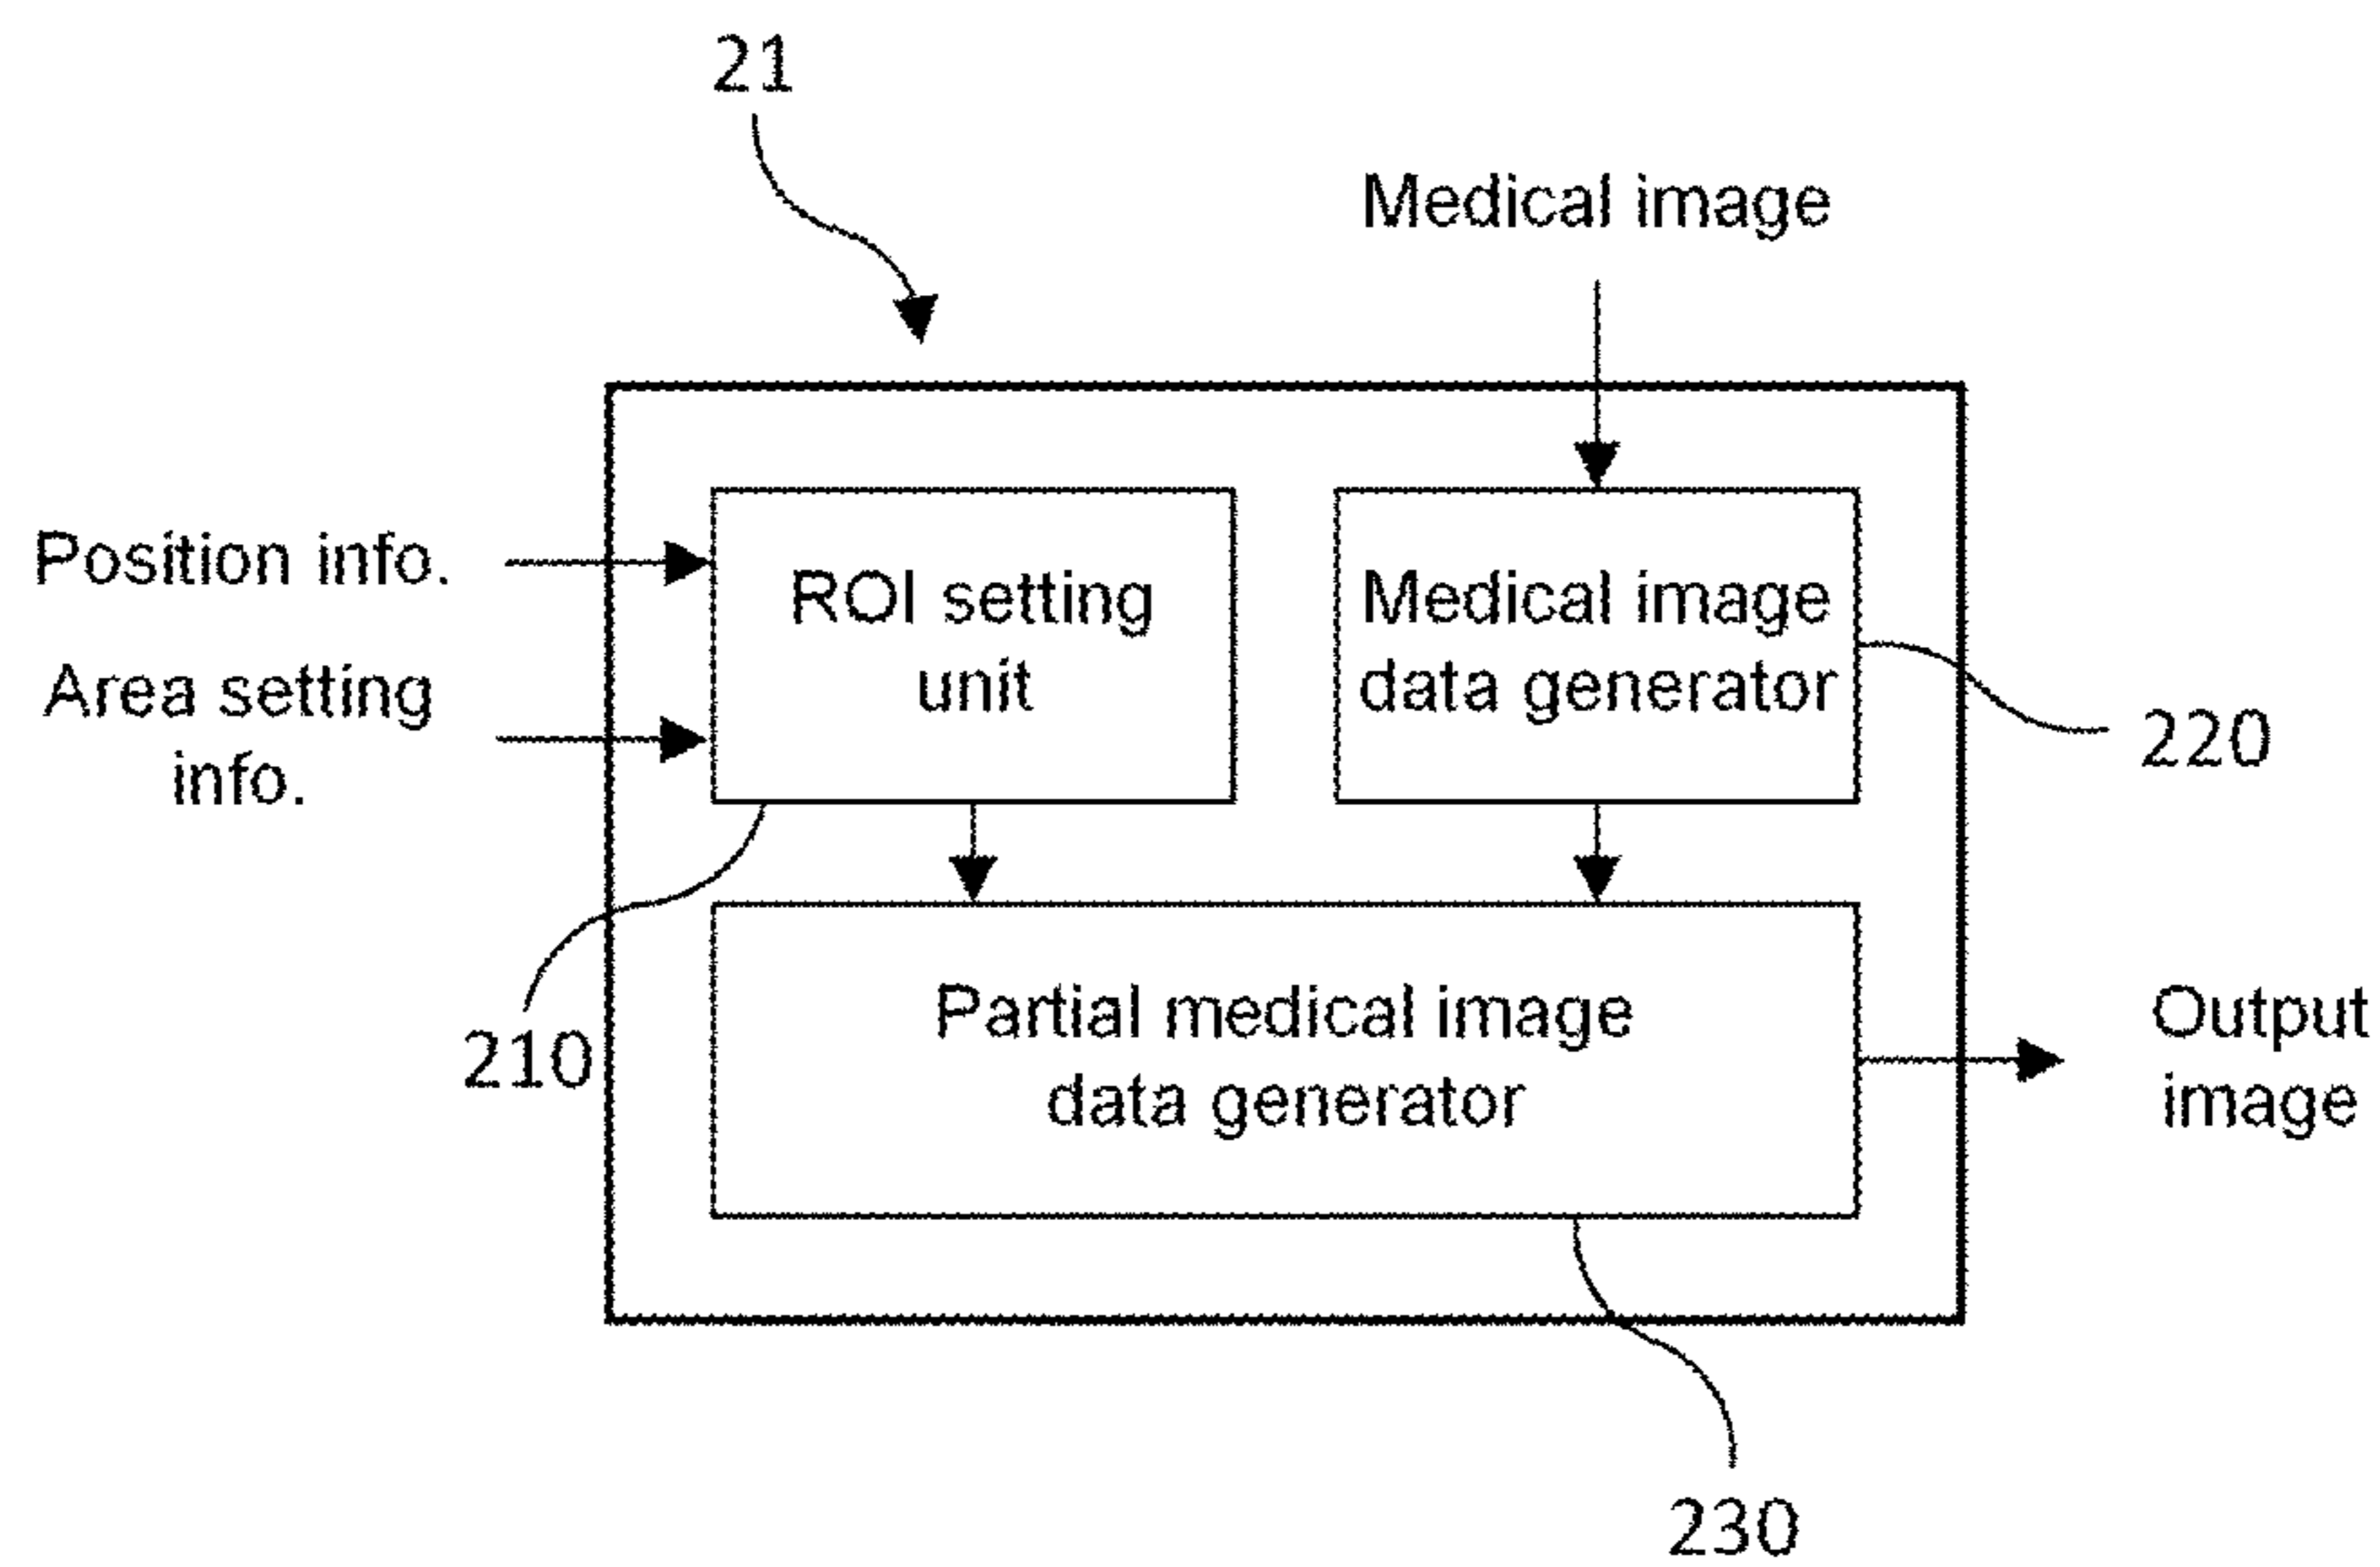 21
Medical image
Position info.
Area setting
info.
ROI setting
unit
Medical image
data generator
220
210
Partial medical image
data generator
Output
image
230